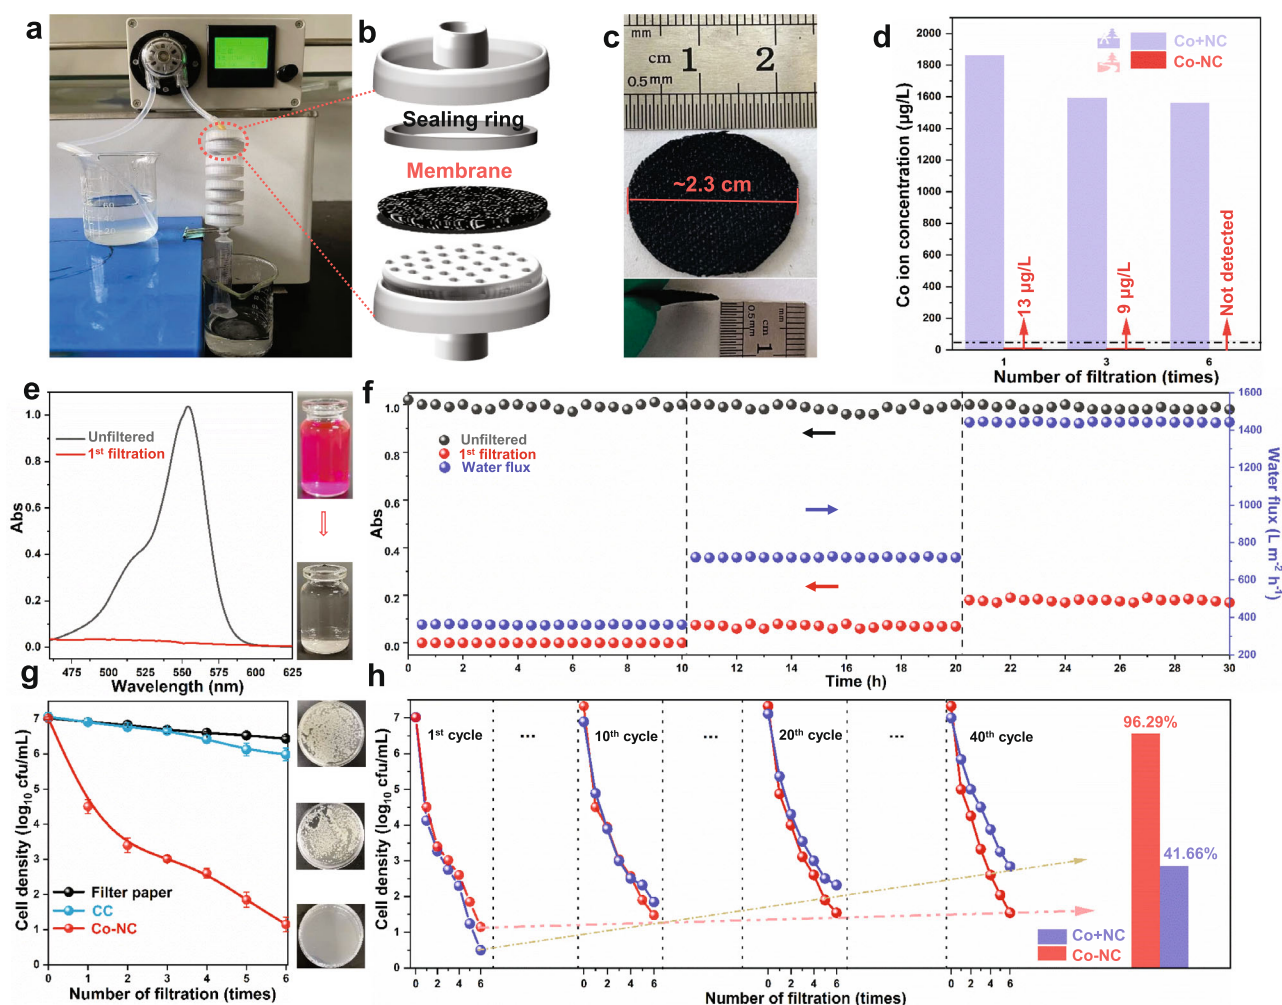 a
b
Sealing ring
Membrane
c
mm
1
2
cm
0.5mm
~2.3 cm
0.5mm
cm
1
mm
d
Co ion concentration (µg/L)
2000
1800
1600
1400
1200
1000
800
600
400
200
0
Co+NC
Co-NC
13 µg/L
9 µg/L
Not detected
1 3 6
Number of filtration (times)
e
Abs
1.0
0.8
0.6
0.4
0.2
0.0
Unfiltered
1st filtration
475 500 525 550 575 600 625
Wavelength (nm)
f
Abs
1.0
0.8
0.6
0.4
0.2
0.0
Unfiltered
1st filtration
Water flux
0 2 4 6 8 10 12 14 16 18 20 22 24 26 28 30
Time (h)
1600
1400
1200
1000
800
600
400
200
Water flux (L m-2 h-1)
g
Cell density (log10 cfu/mL)
7
6
5
4
3
2
1
0
Filter paper
CC
Co-NC
0 1 2 3 4 5 6
Number of filtration (times)
h
Cell density (log10 cfu/mL)
7
6
5
4
3
2
1
0
1st cycle
...
10th cycle
...
20th cycle
...
40th cycle
96.29%
41.66%
Co+NC
Co-NC
0 2 4 6 0 2 4 6 0 2 4 6 0 2 4 6
Number of filtration (times)